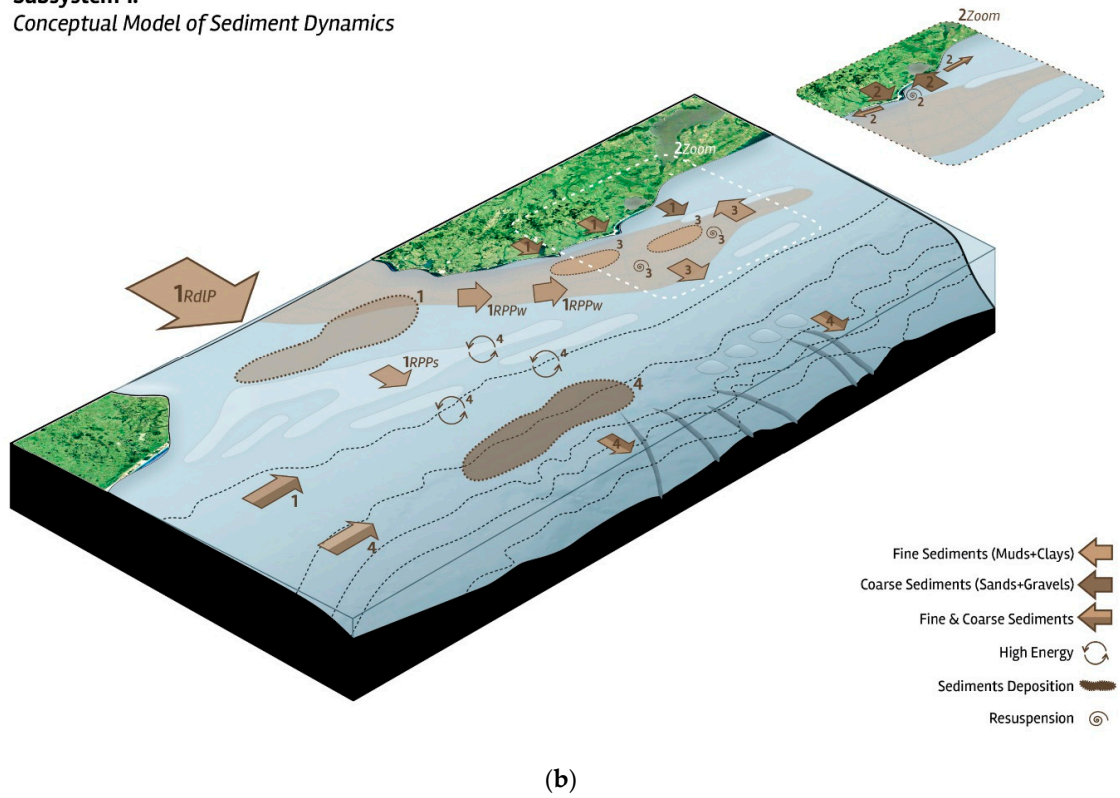 Conceptual Model of Sediment Dynamics
2Zoom
2
2
2
2
2
2Zoom
1
3
3
1
3
3
1
3
3
1RdlP
1
1RPPw
1RPPw
4
4
4
1RPPs
4
4
4
1
4
Fine Sediments (Muds+Clays)
Coarse Sediments (Sands+Gravels)
Fine & Coarse Sediments
High Energy
Sediments Deposition
Resuspension
(b)